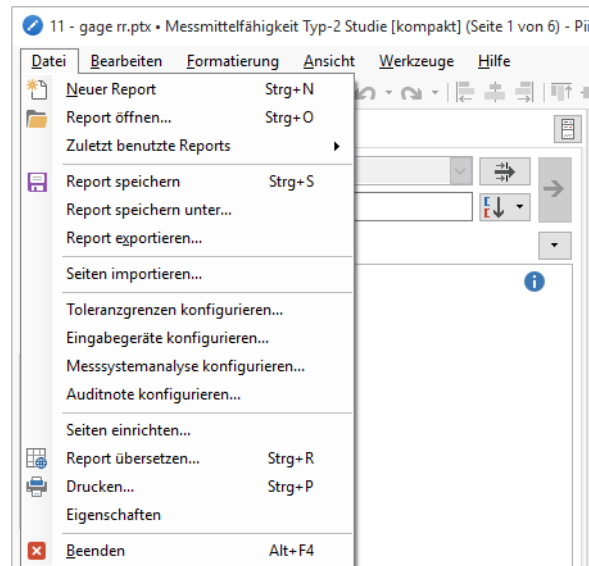 11 - gage rr.ptx • Messmittelfähigkeit Typ-2 Studie [kompakt] (Seite 1 von 6) -
Datei Bearbeiten Formatierung Ansicht Werkzeuge Hilfe
Neuer Report Strg+N
Report öffnen... Strg+O
Zuletzt benutzte Reports
Report speichern Strg+S
Report speichern unter...
Report exportieren...
Seiten importieren...
Toleranzgrenzen konfigurieren...
Eingabegeräte konfigurieren...
Messsystemanalyse konfigurieren...
Auditnote konfigurieren...
Seiten einrichten...
Report übersetzen... Strg+R
Drucken... Strg+P
Eigenschaften
Beenden Alt+F4